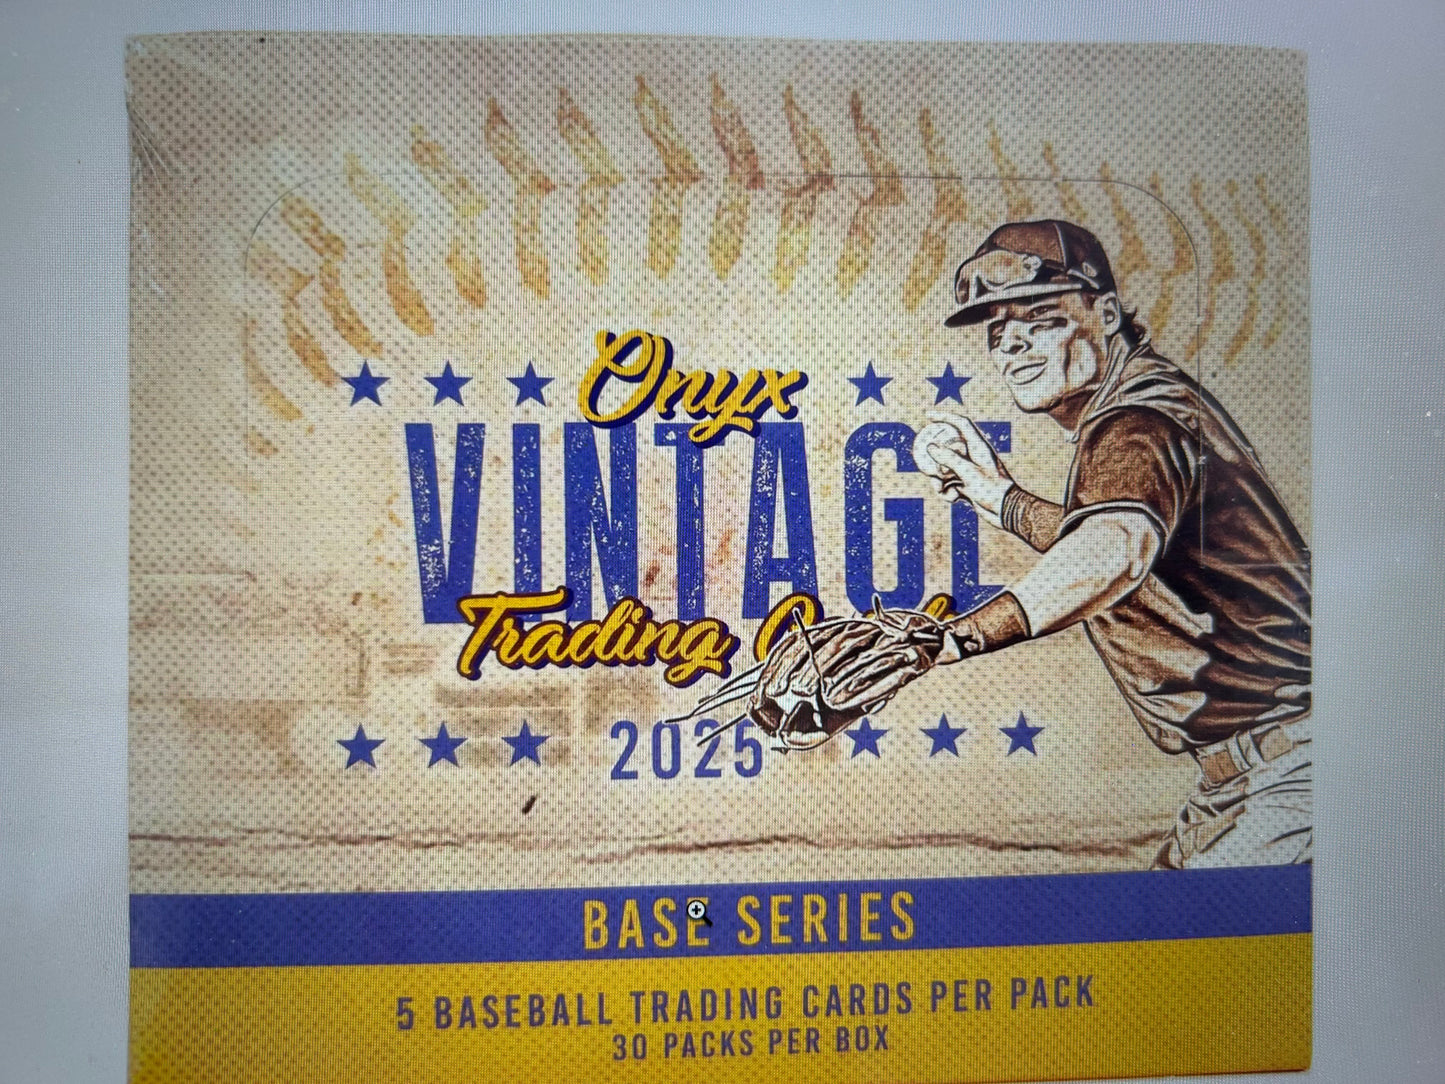 Onyx
VINTAGE
Trading
2025
BASE SERIES
5 BASEBALL TRADING CARDS PER PACK
30 PACKS PER BOX